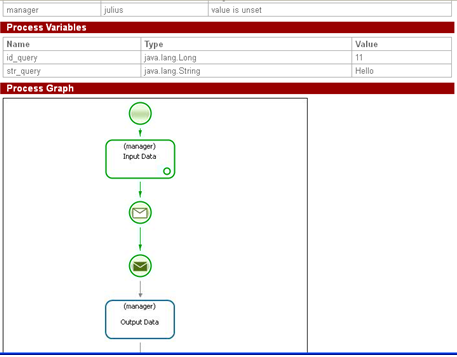 manager julius value is unset
Process Variables
Name Type Value
id_query java.lang.Long 11
str_query java.lang.String Hello
Process Graph
(manager)
Input Data
(manager)
Output Data